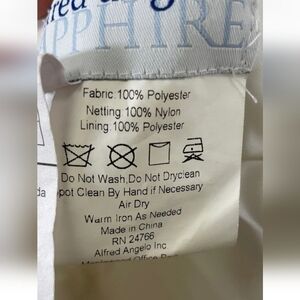 PPHIRE
Fabric:100% Polyester
Netting:100% Nylon
Lining:100% Polyester
Do Not Wash,Do Not Dryclean
Spot Clean By Hand if Necessary
Air Dry
Warm Iron As Needed
Made in China
RN 24766
Alfred Angelo Inc